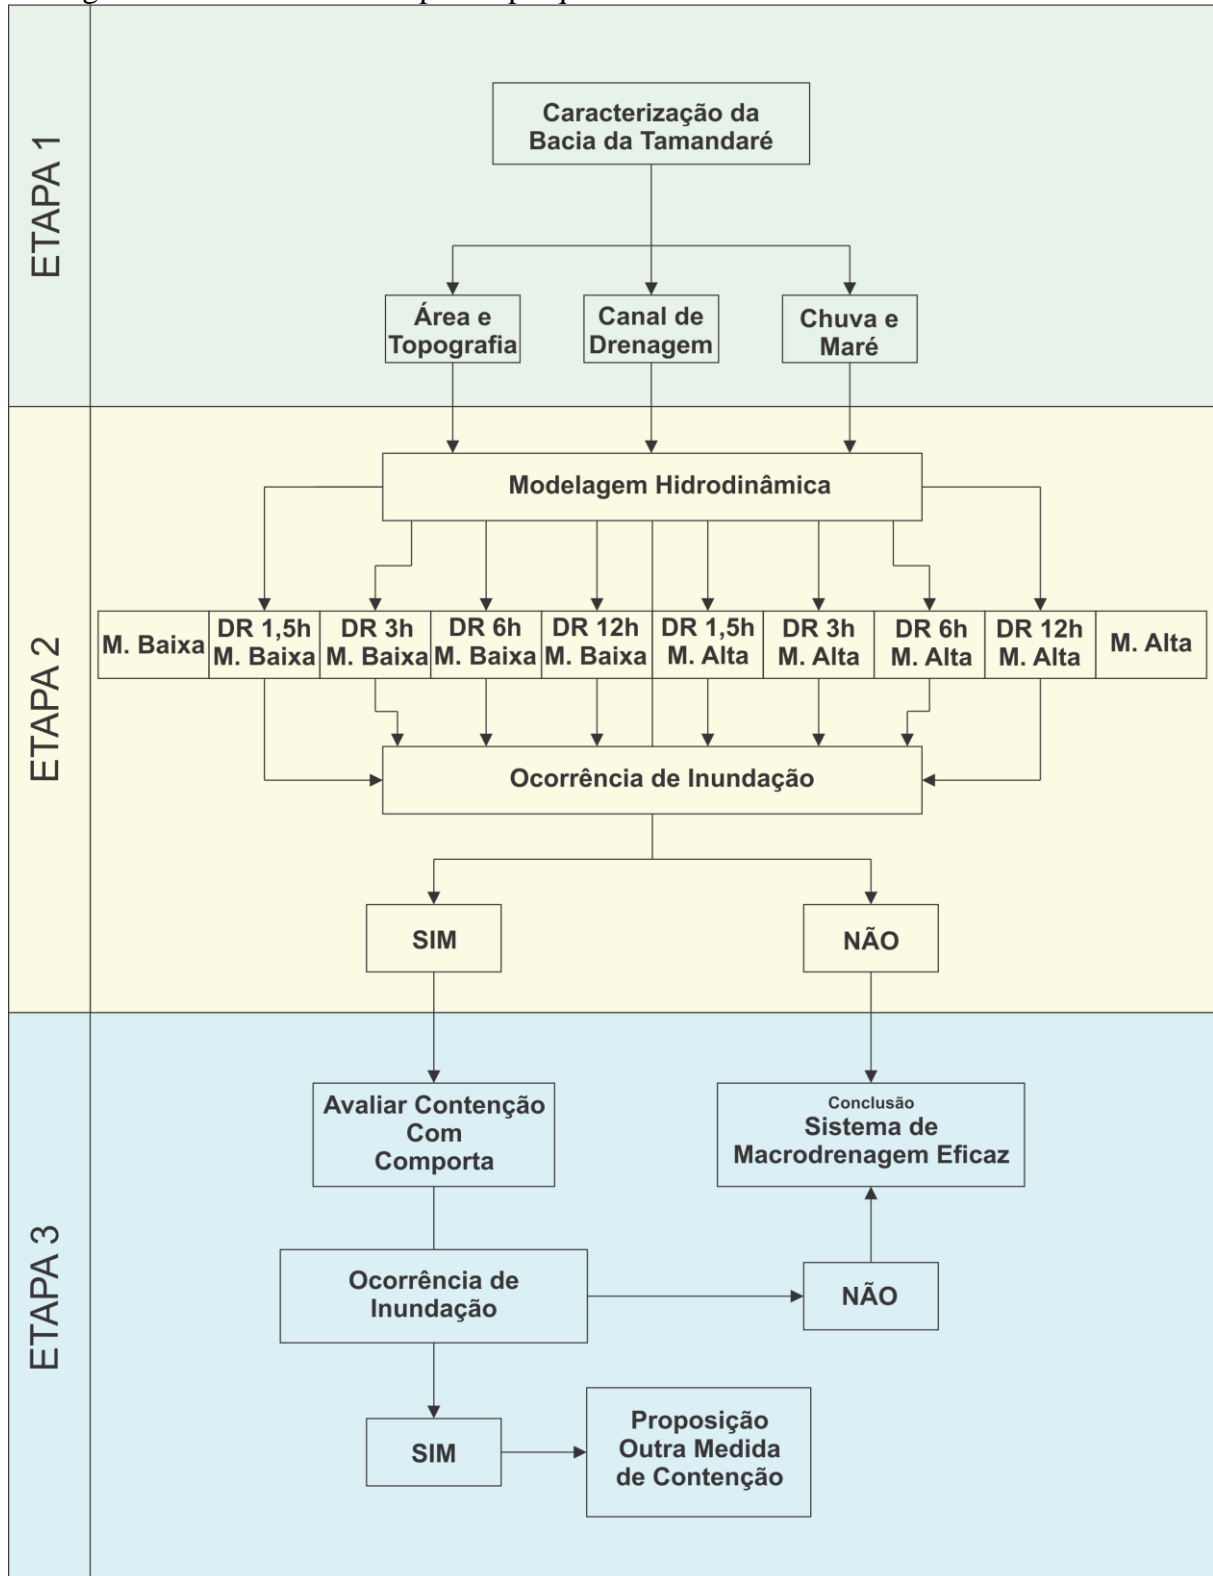 ETAPA 1
Caracterização da
Bacia da Tamandaré
Área e
Topografia
Canal de
Drenagem
Chuva e
Maré
ETAPA 2
Modelagem Hidrodinâmica
M. Baixa
DR 1,5h
M. Baixa
DR 3h
M. Baixa
DR 6h
M. Baixa
DR 12h
M. Baixa
DR 1,5h
M. Alta
DR 3h
M. Alta
DR 6h
M. Alta
DR 12h
M. Alta
M. Alta
Ocorrência de Inundação
SIM
NÃO
ETAPA 3
Avaliar Contenção
Com
Comporta
Conclusão
Sistema de
Macrodrenagem Eficaz
Ocorrência de
Inundação
NÃO
SIM
Proposição
Outra Medida
de Contenção